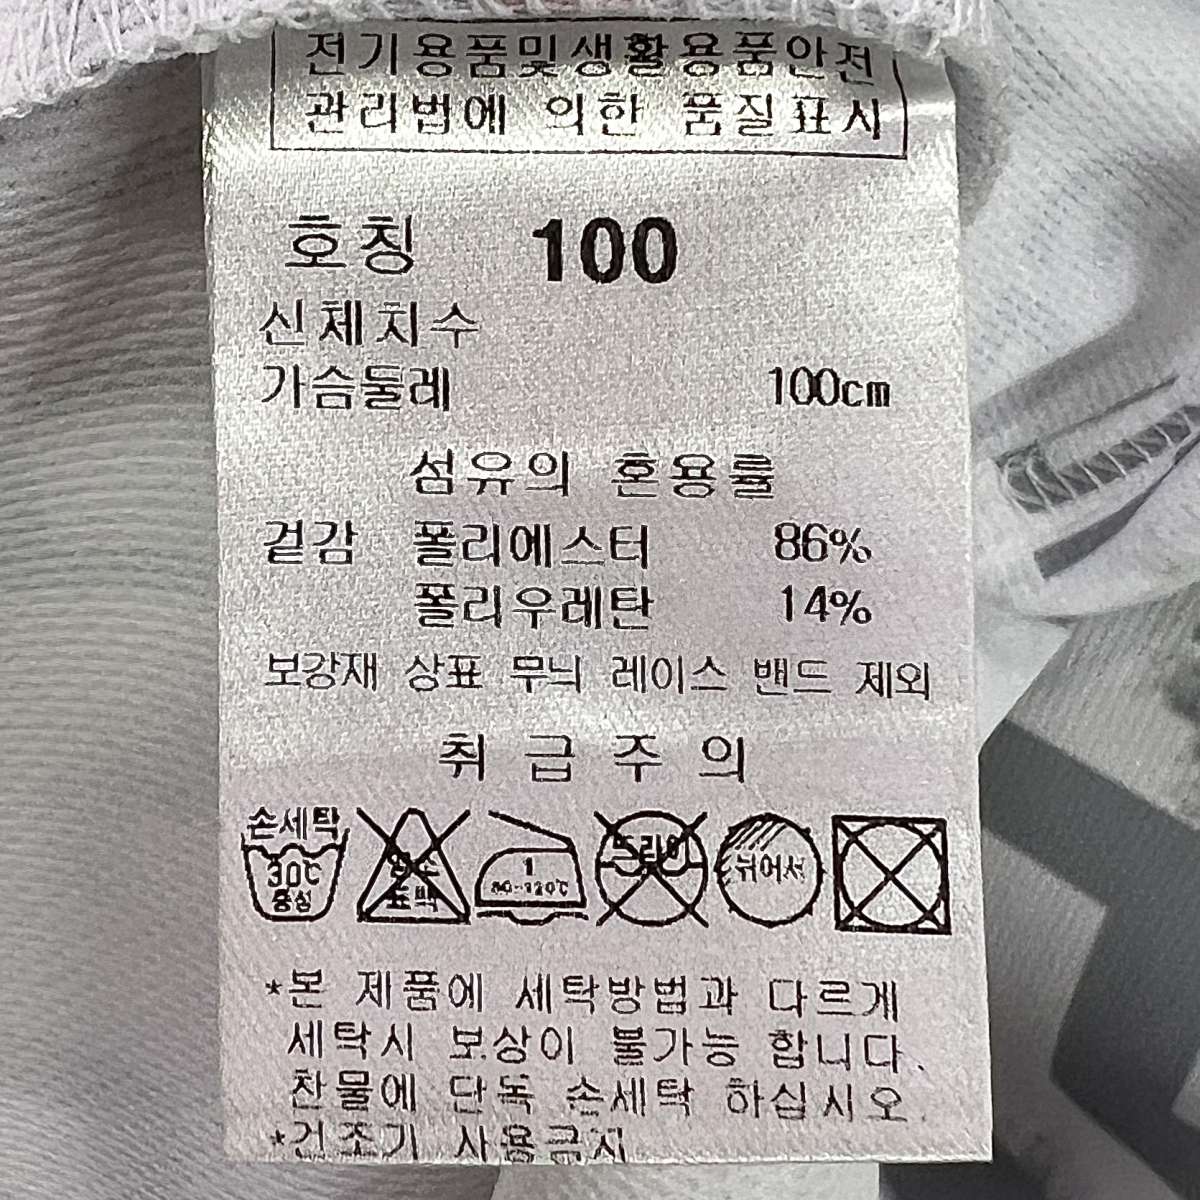 전기용품및생활용품안전
관리법에 의한 품질표시
호칭 100
신체치수
가슴둘레 100cm
섬유의 혼용률
겉감 폴리에스터 86%
폴리우레탄 14%
보강재 상표 무늬 레이스 밴드 제외
취급주의
손세탁
30℃
중성
염소
표백
1
80~120℃
드라이
뉘어서
*본 제품에 세탁방법과 다르게
세탁시 보상이 불가능 합니다.
찬물에 단독 손세탁 하십시오.
*건조기 사용금지